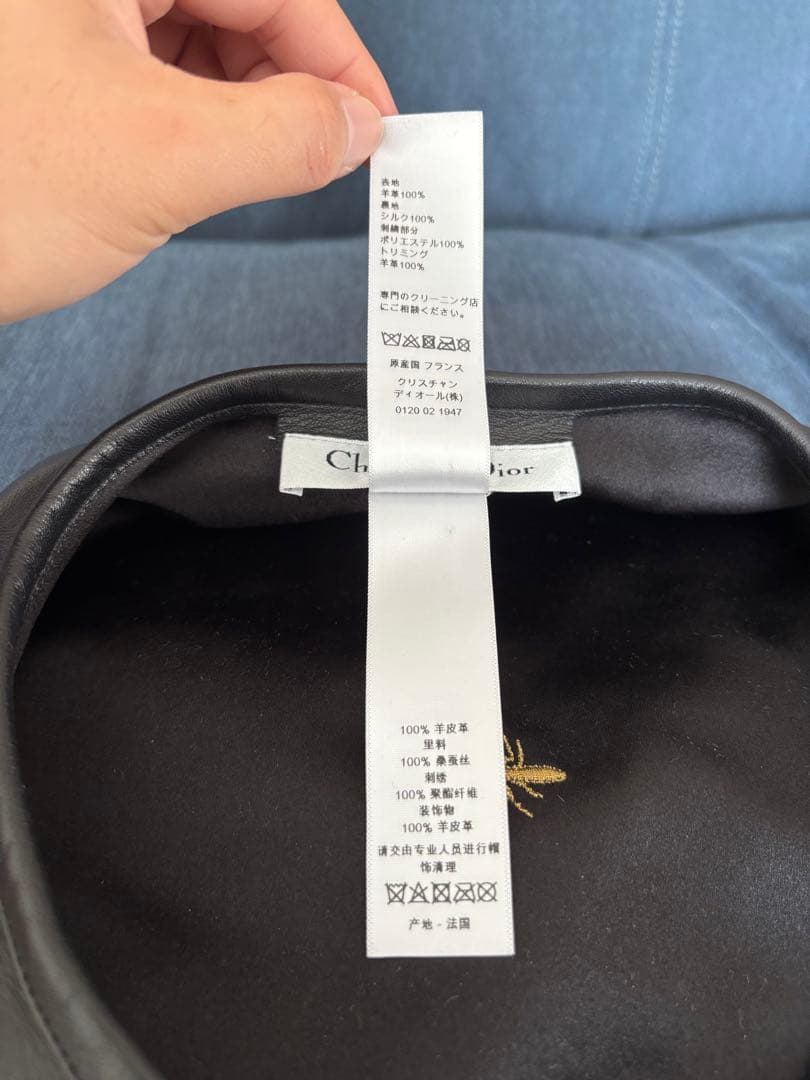 表地
羊革100%
裏地
シルク100%
刺繍部分
ポリエステル100%
トリミング
羊革100%
専門のクリーニング店
にご相談ください。
原産国 フランス
クリスチャン
ディオール(株)
0120 02 1947
Ch Dior
100% 羊皮革
里料
100% 桑蚕丝
刺绣
100% 聚酯纤维
装饰物
100% 羊皮革
请交由专业人员进行帽
饰清理
产地 - 法国